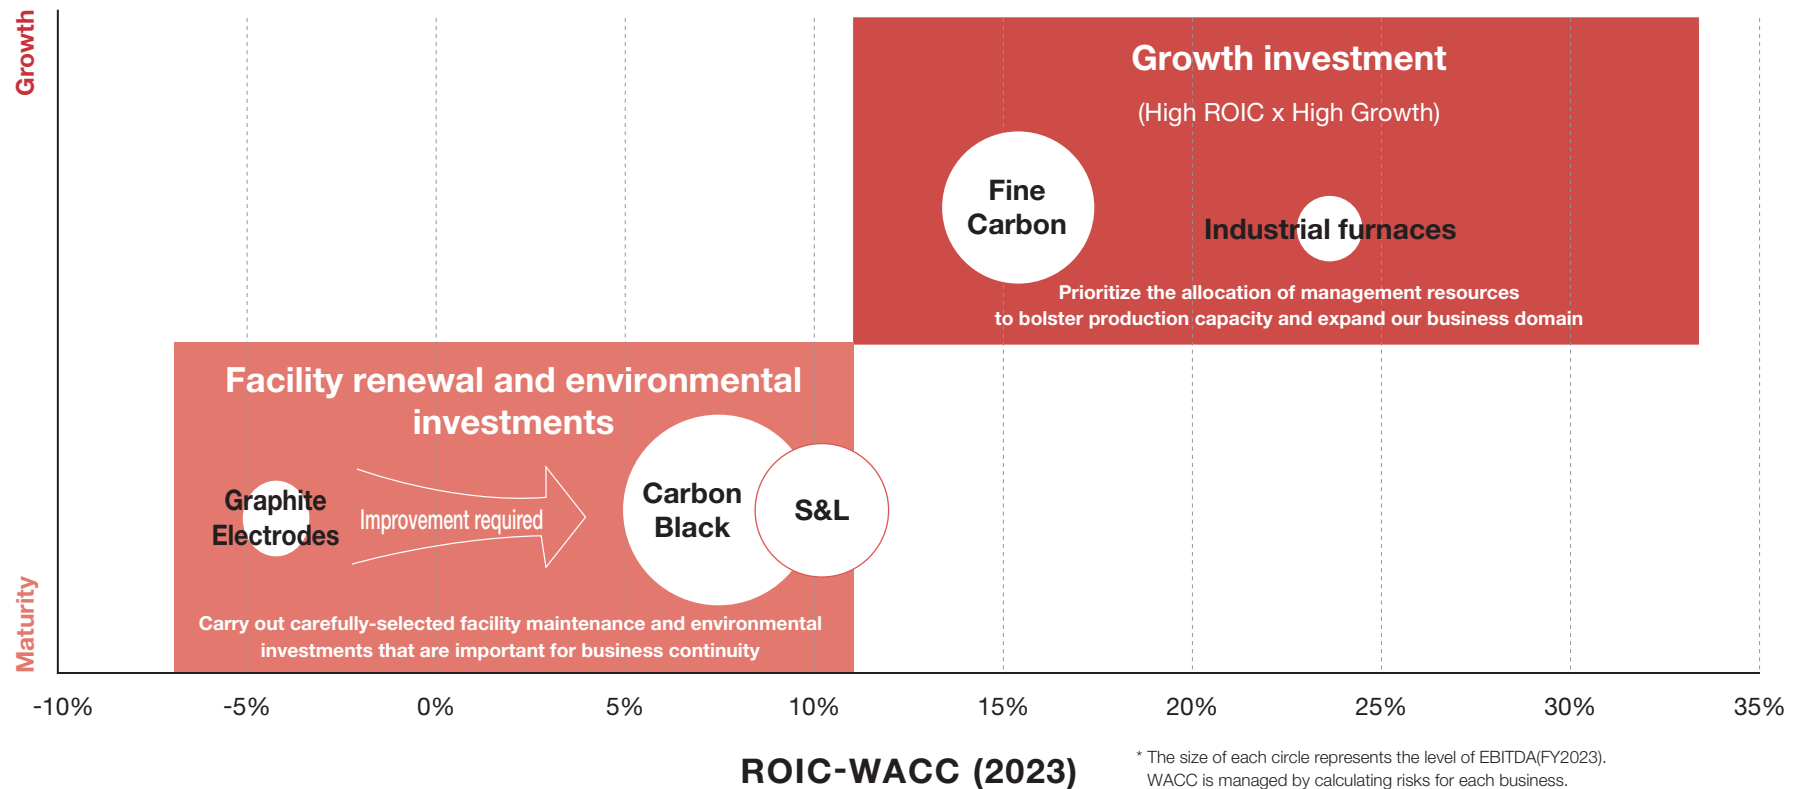 Growth
Growth investment
(High ROIC x High Growth)
Fine
Carbon
Industrial furnaces
Prioritize the allocation of management resources
to bolster production capacity and expand our business domain
Facility renewal and environmental
investments
Graphite
Electrodes
Improvement required
Carbon
Black
S&L
Carry out carefully-selected facility maintenance and environmental
investments that are important for business continuity
Maturity
-10% -5% 0% 5% 10% 15% 20% 25% 30% 35%
ROIC-WACC (2023)
* The size of each circle represents the level of EBITDA(FY2023).
WACC is managed by calculating risks for each business.